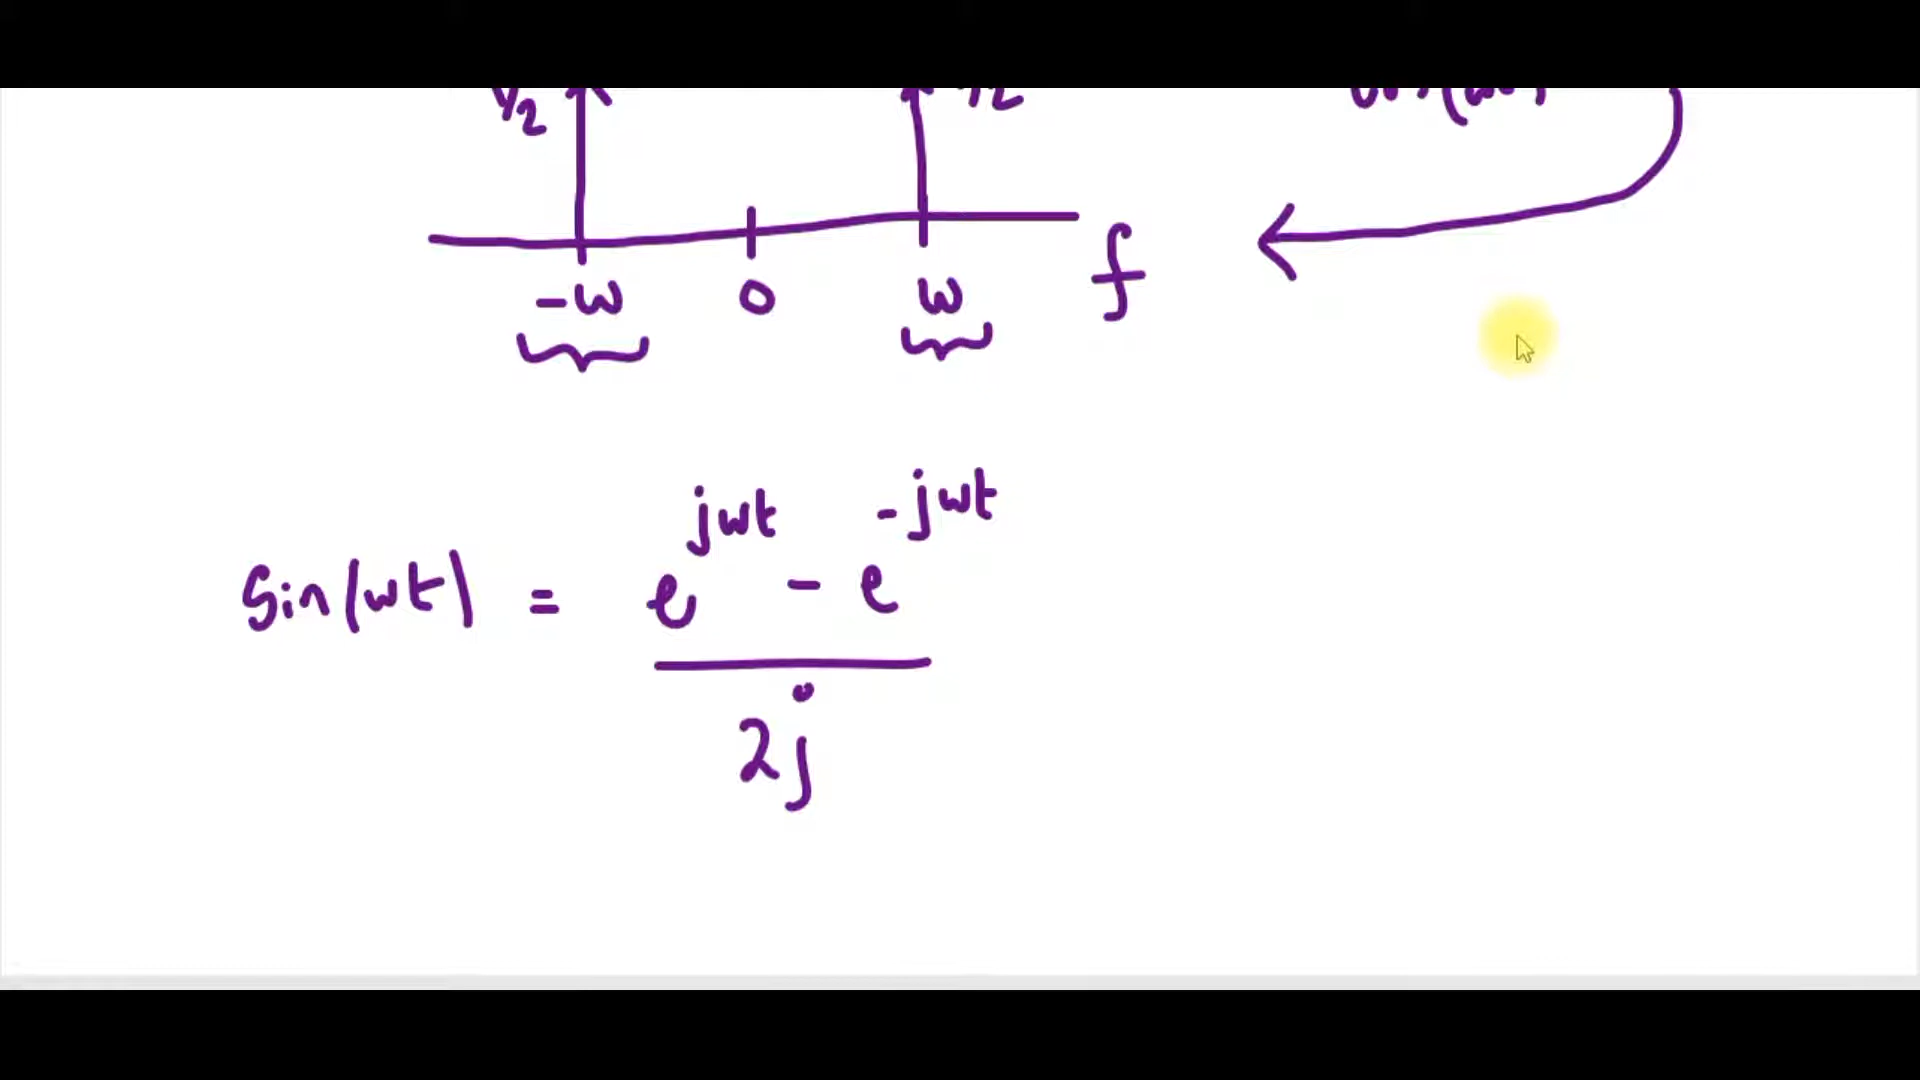 1/2 1/2
-w 0 w f
Sin(wt) = e^jwt - e^-jwt
2j